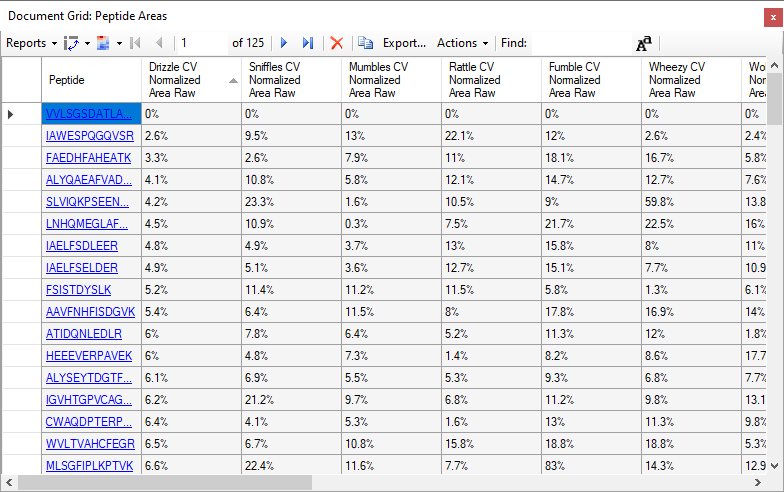 Document Grid: Peptide Areas
Reports 1 of 125 Export... Actions Find: Aa
Peptide Drizzle CV Normalized Area Raw Sniffles CV Normalized Area Raw Mumbles CV Normalized Area Raw Rattle CV Normalized Area Raw Fumble CV Normalized Area Raw Wheezy CV Normalized Area Raw
VVLSGSDATLA... 0% 0% 0% 0% 0% 0% 0%
IAWESPQGQVSR 2.6% 9.5% 13% 22.1% 12% 2.6% 2.4%
FAEDHFAHEATK 3.3% 2.6% 7.9% 11% 18.1% 16.7% 5.8%
ALYQAEAFVAD... 4.1% 10.8% 5.8% 12.1% 14.7% 12.7% 7.6%
SLVIQKPSEEN... 4.2% 23.3% 1.6% 10.5% 9% 59.8% 13.8
LNHQMEGLAF... 4.5% 10.9% 0.3% 7.5% 21.7% 22.5% 16%
IAELFSDLEER 4.8% 4.9% 3.7% 13% 15.8% 8% 11%
IAELFSELDER 4.9% 5.1% 3.6% 12.7% 15.1% 7.7% 10.9
FSISTDYSLK 5.2% 11.4% 11.2% 11.5% 5.8% 1.3% 6.1%
AAVFNHFISDGVK 5.4% 6.4% 11.5% 8% 17.8% 16.9% 14%
ATIDQNLEDLR 6% 7.8% 6.4% 5.2% 11.3% 12% 1.8%
HEEEVERPAVEK 6% 4.8% 7.3% 1.4% 8.2% 8.6% 17.7
ALYSEYTDGTF... 6.1% 6.9% 5.5% 5.3% 9.3% 6.8% 7.7%
IGVHTGPVCAG... 6.2% 21.2% 9.7% 6.8% 11.2% 9.8% 13.1
CWAQDPTERP... 6.4% 4.1% 5.3% 1.6% 13% 11.3% 9.8%
WVLTVAHCFEGR 6.5% 6.7% 10.8% 15.8% 18.8% 18.8% 5.3%
MLSGFIPLKPTVK 6.6% 22.4% 11.6% 7.7% 83% 14.3% 12.9